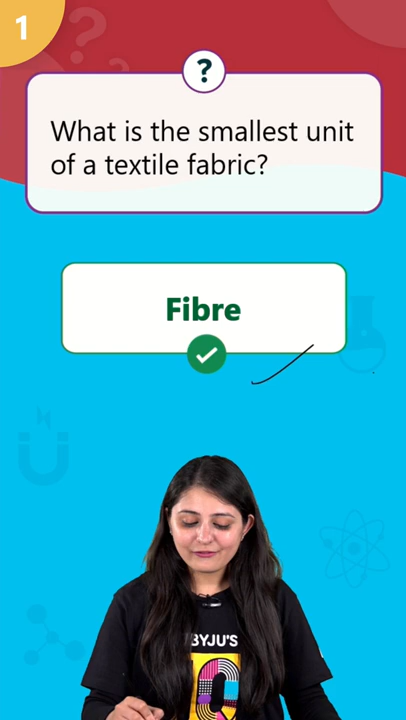 1
?
What is the smallest unit
of a textile fabric?
Fibre
BYJU'S